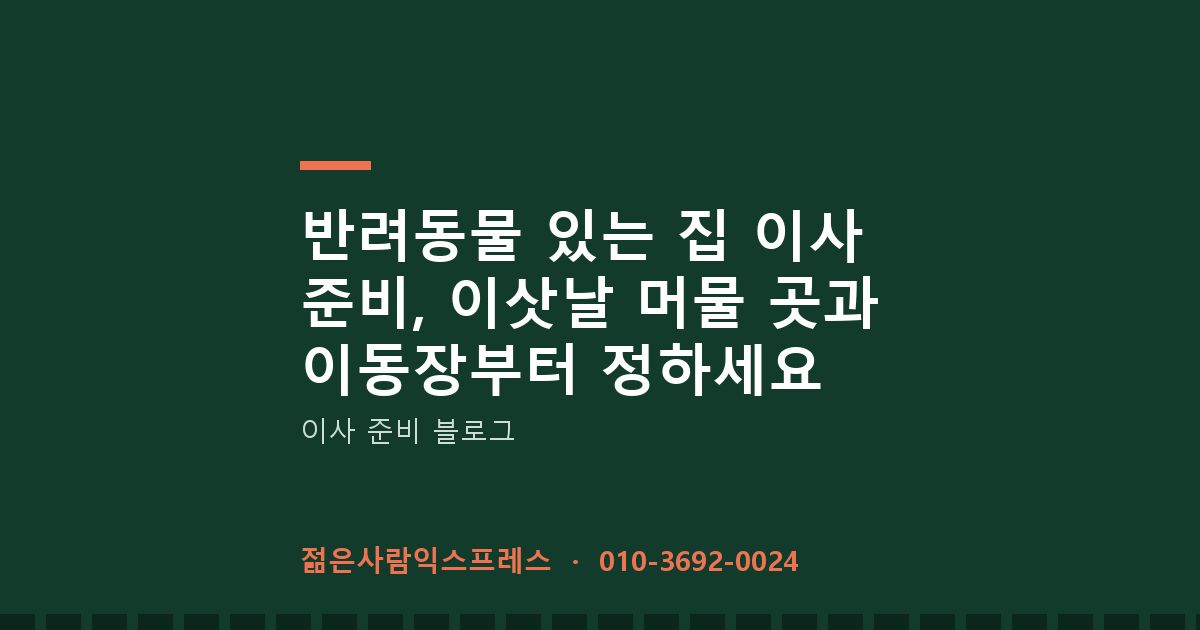 반려동물 있는 집 이사
준비, 이삿날 머물 곳과
이동장부터 정하세요
이사 준비 블로그
젊은사람익스프레스 · 010-3692-0024